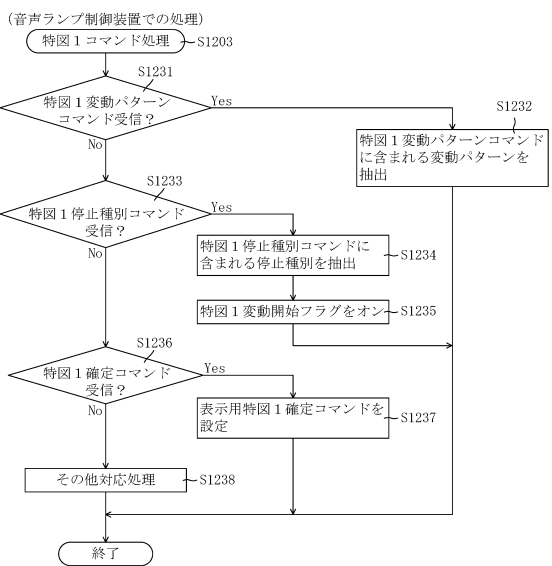 （音声ランプ制御装置での処理）
特図１コマンド処理
S1203
S1231
特図１変動パターン
コマンド受信？
Yes
No
S1232
特図１変動パターンコマンド
に含まれる変動パターンを
抽出
S1233
特図１停止種別コマンド
受信？
Yes
No
特図１停止種別コマンドに
含まれる停止種別を抽出
S1234
特図１変動開始フラグをオン
S1235
S1236
特図１確定コマンド
受信？
Yes
No
表示用特図１確定コマンドを
設定
S1237
その他対応処理
S1238
終了